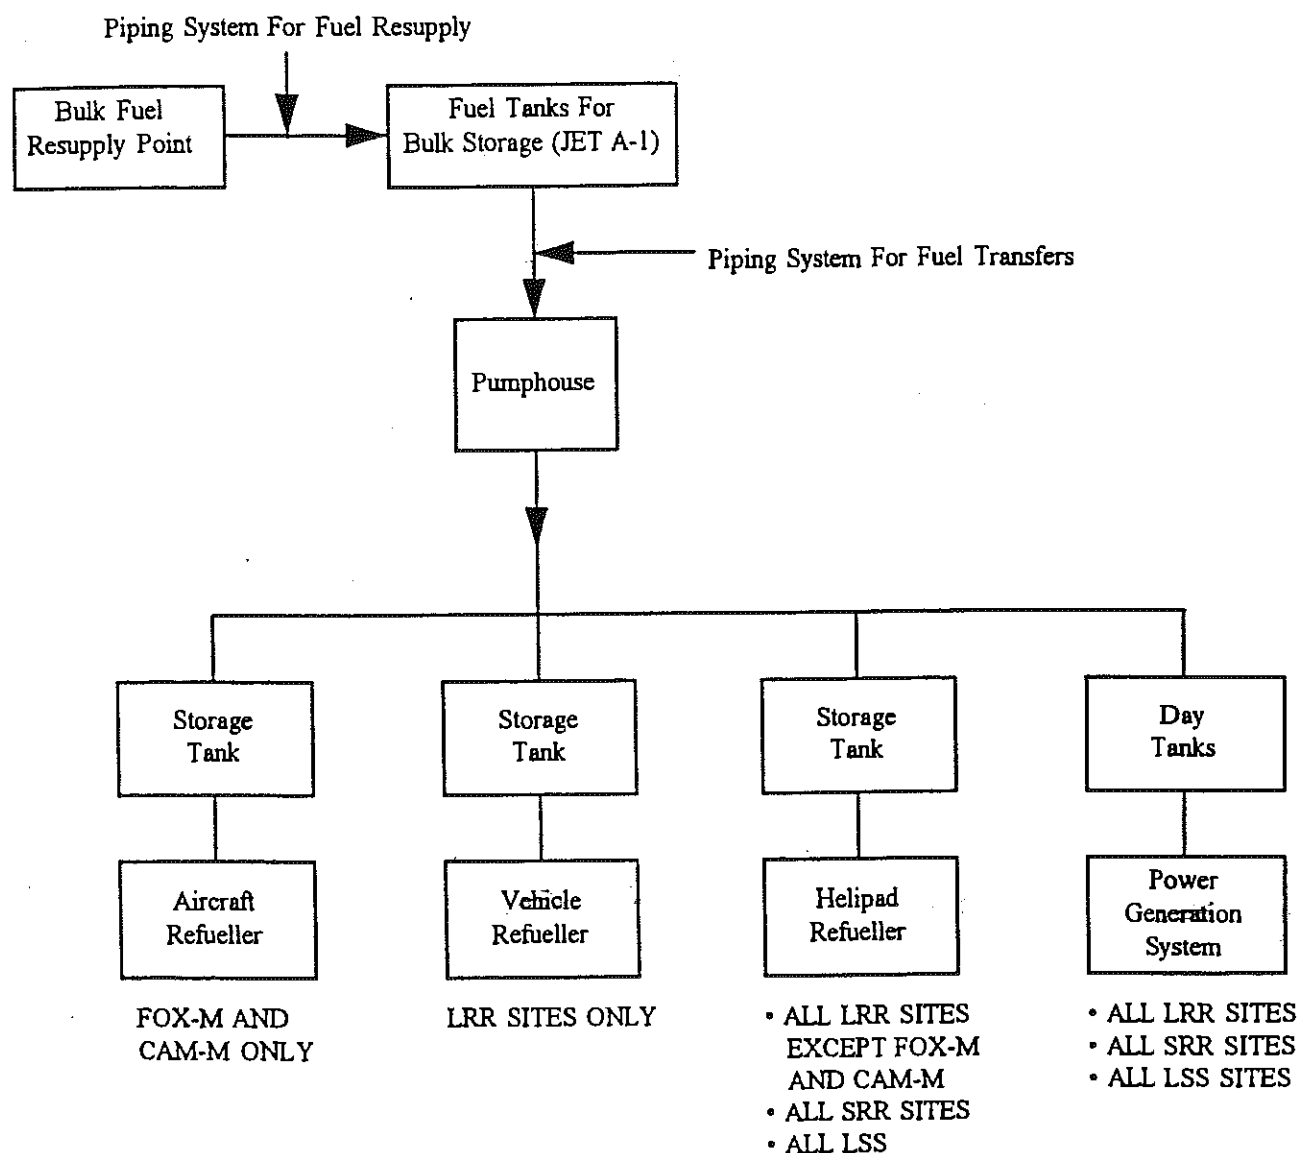 Piping System For Fuel Resupply
Bulk Fuel
Resupply Point
Fuel Tanks For
Bulk Storage (JET A-1)
Piping System For Fuel Transfers
Pumphouse
Storage
Tank
Storage
Tank
Storage
Tank
Day
Tanks
Aircraft
Refueller
Vehicle
Refueller
Helipad
Refueller
Power
Generation
System
FOX-M AND
CAM-M ONLY
LRR SITES ONLY
• ALL LRR SITES
EXCEPT FOX-M
AND CAM-M
• ALL SRR SITES
• ALL LSS
• ALL LRR SITES
• ALL SRR SITES
• ALL LSS SITES